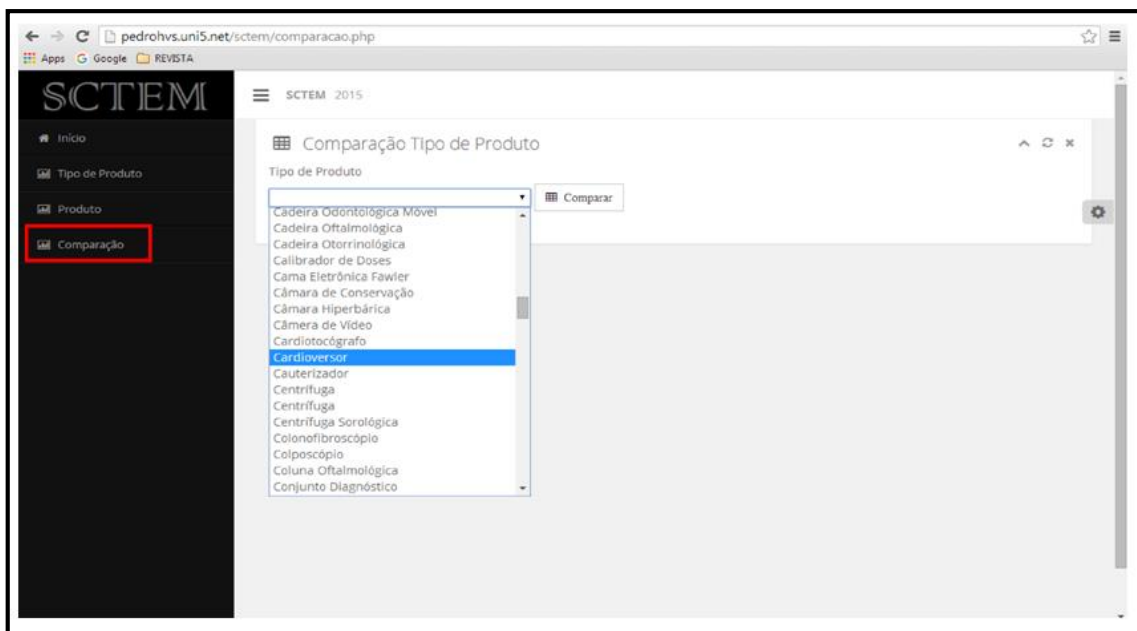 pedrohvs.uni5.net/sctem/comparacao.php
Apps Google REVISTA
SCTEM
SCTEM 2015
Início
Tipo de Produto
Produto
Comparação
Comparação Tipo de Produto
Tipo de Produto
Comparar
Cadeira Odontológica Móvel
Cadeira Oftalmológica
Cadeira Otorrinológica
Calibrador de Doses
Cama Eletrônica Fawler
Câmara de Conservação
Câmara Hiperbárica
Câmera de Vídeo
Cardiotocógrafo
Cardioversor
Cauterizador
Centrífuga
Centrífuga
Centrífuga Sorológica
Colonofibroscópio
Colposcópio
Coluna Oftalmológica
Conjunto Diagnóstico